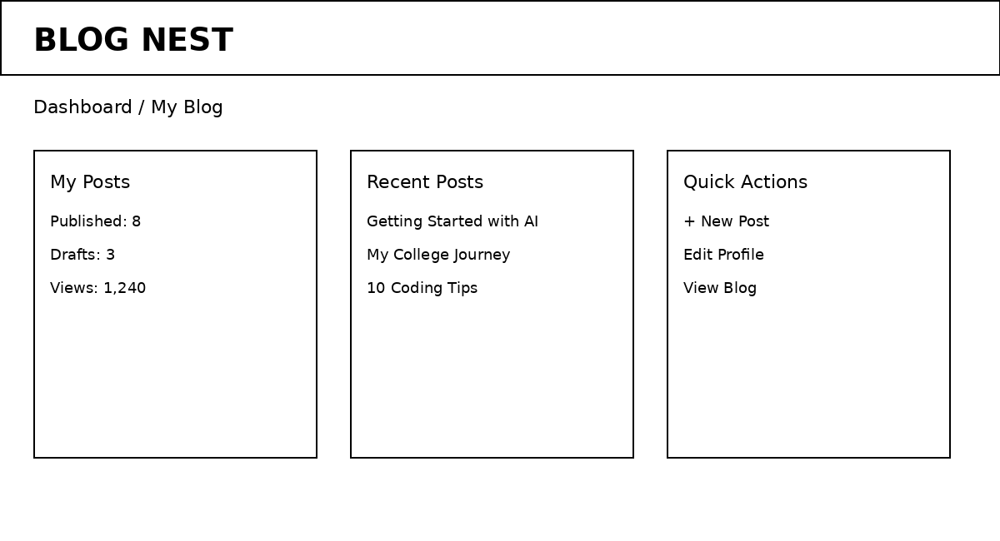 BLOG NEST
Dashboard / My Blog
My Posts
Published: 8
Drafts: 3
Views: 1,240
Recent Posts
Getting Started with AI
My College Journey
10 Coding Tips
Quick Actions
+ New Post
Edit Profile
View Blog